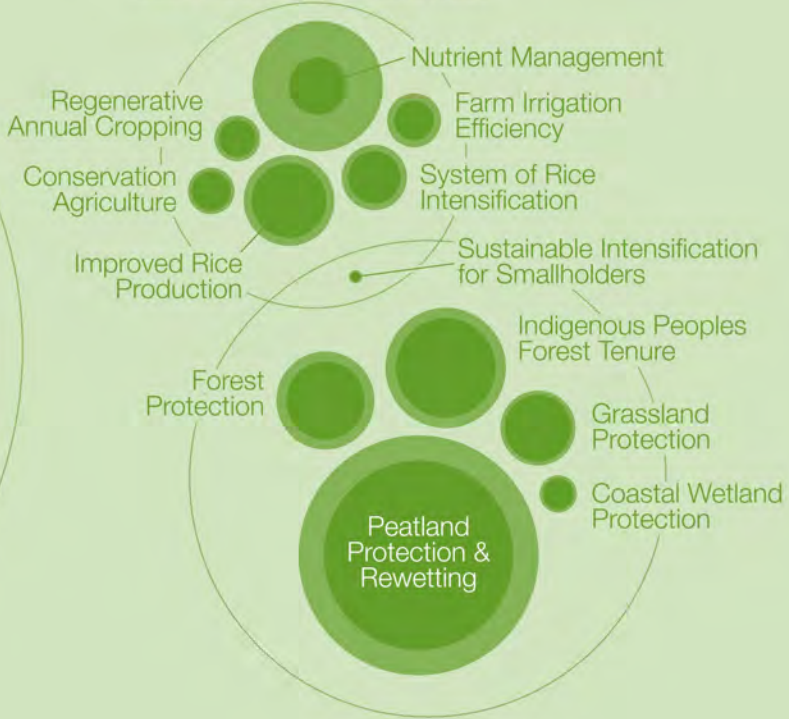 Nutrient Management
Regenerative
Annual Cropping
Farm Irrigation
Efficiency
Conservation
Agriculture
System of Rice
Intensification
Improved Rice
Production
Sustainable Intensification
for Smallholders
Indigenous Peoples
Forest Tenure
Forest
Protection
Grassland
Protection
Coastal Wetland
Protection
Peatland
Protection &
Rewetting